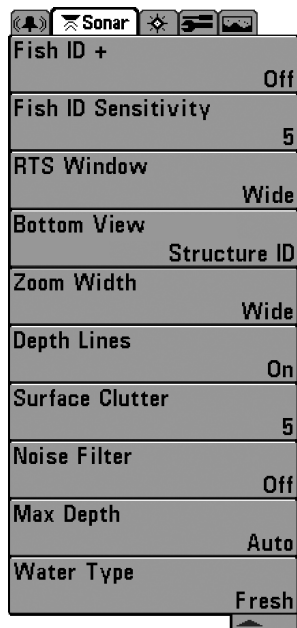 Sonar
Fish ID +
Off
Fish ID Sensitivity
5
RTS Window
Wide
Bottom View
Structure ID
Zoom Width
Wide
Depth Lines
On
Surface Clutter
5
Noise Filter
Off
Max Depth
Auto
Water Type
Fresh